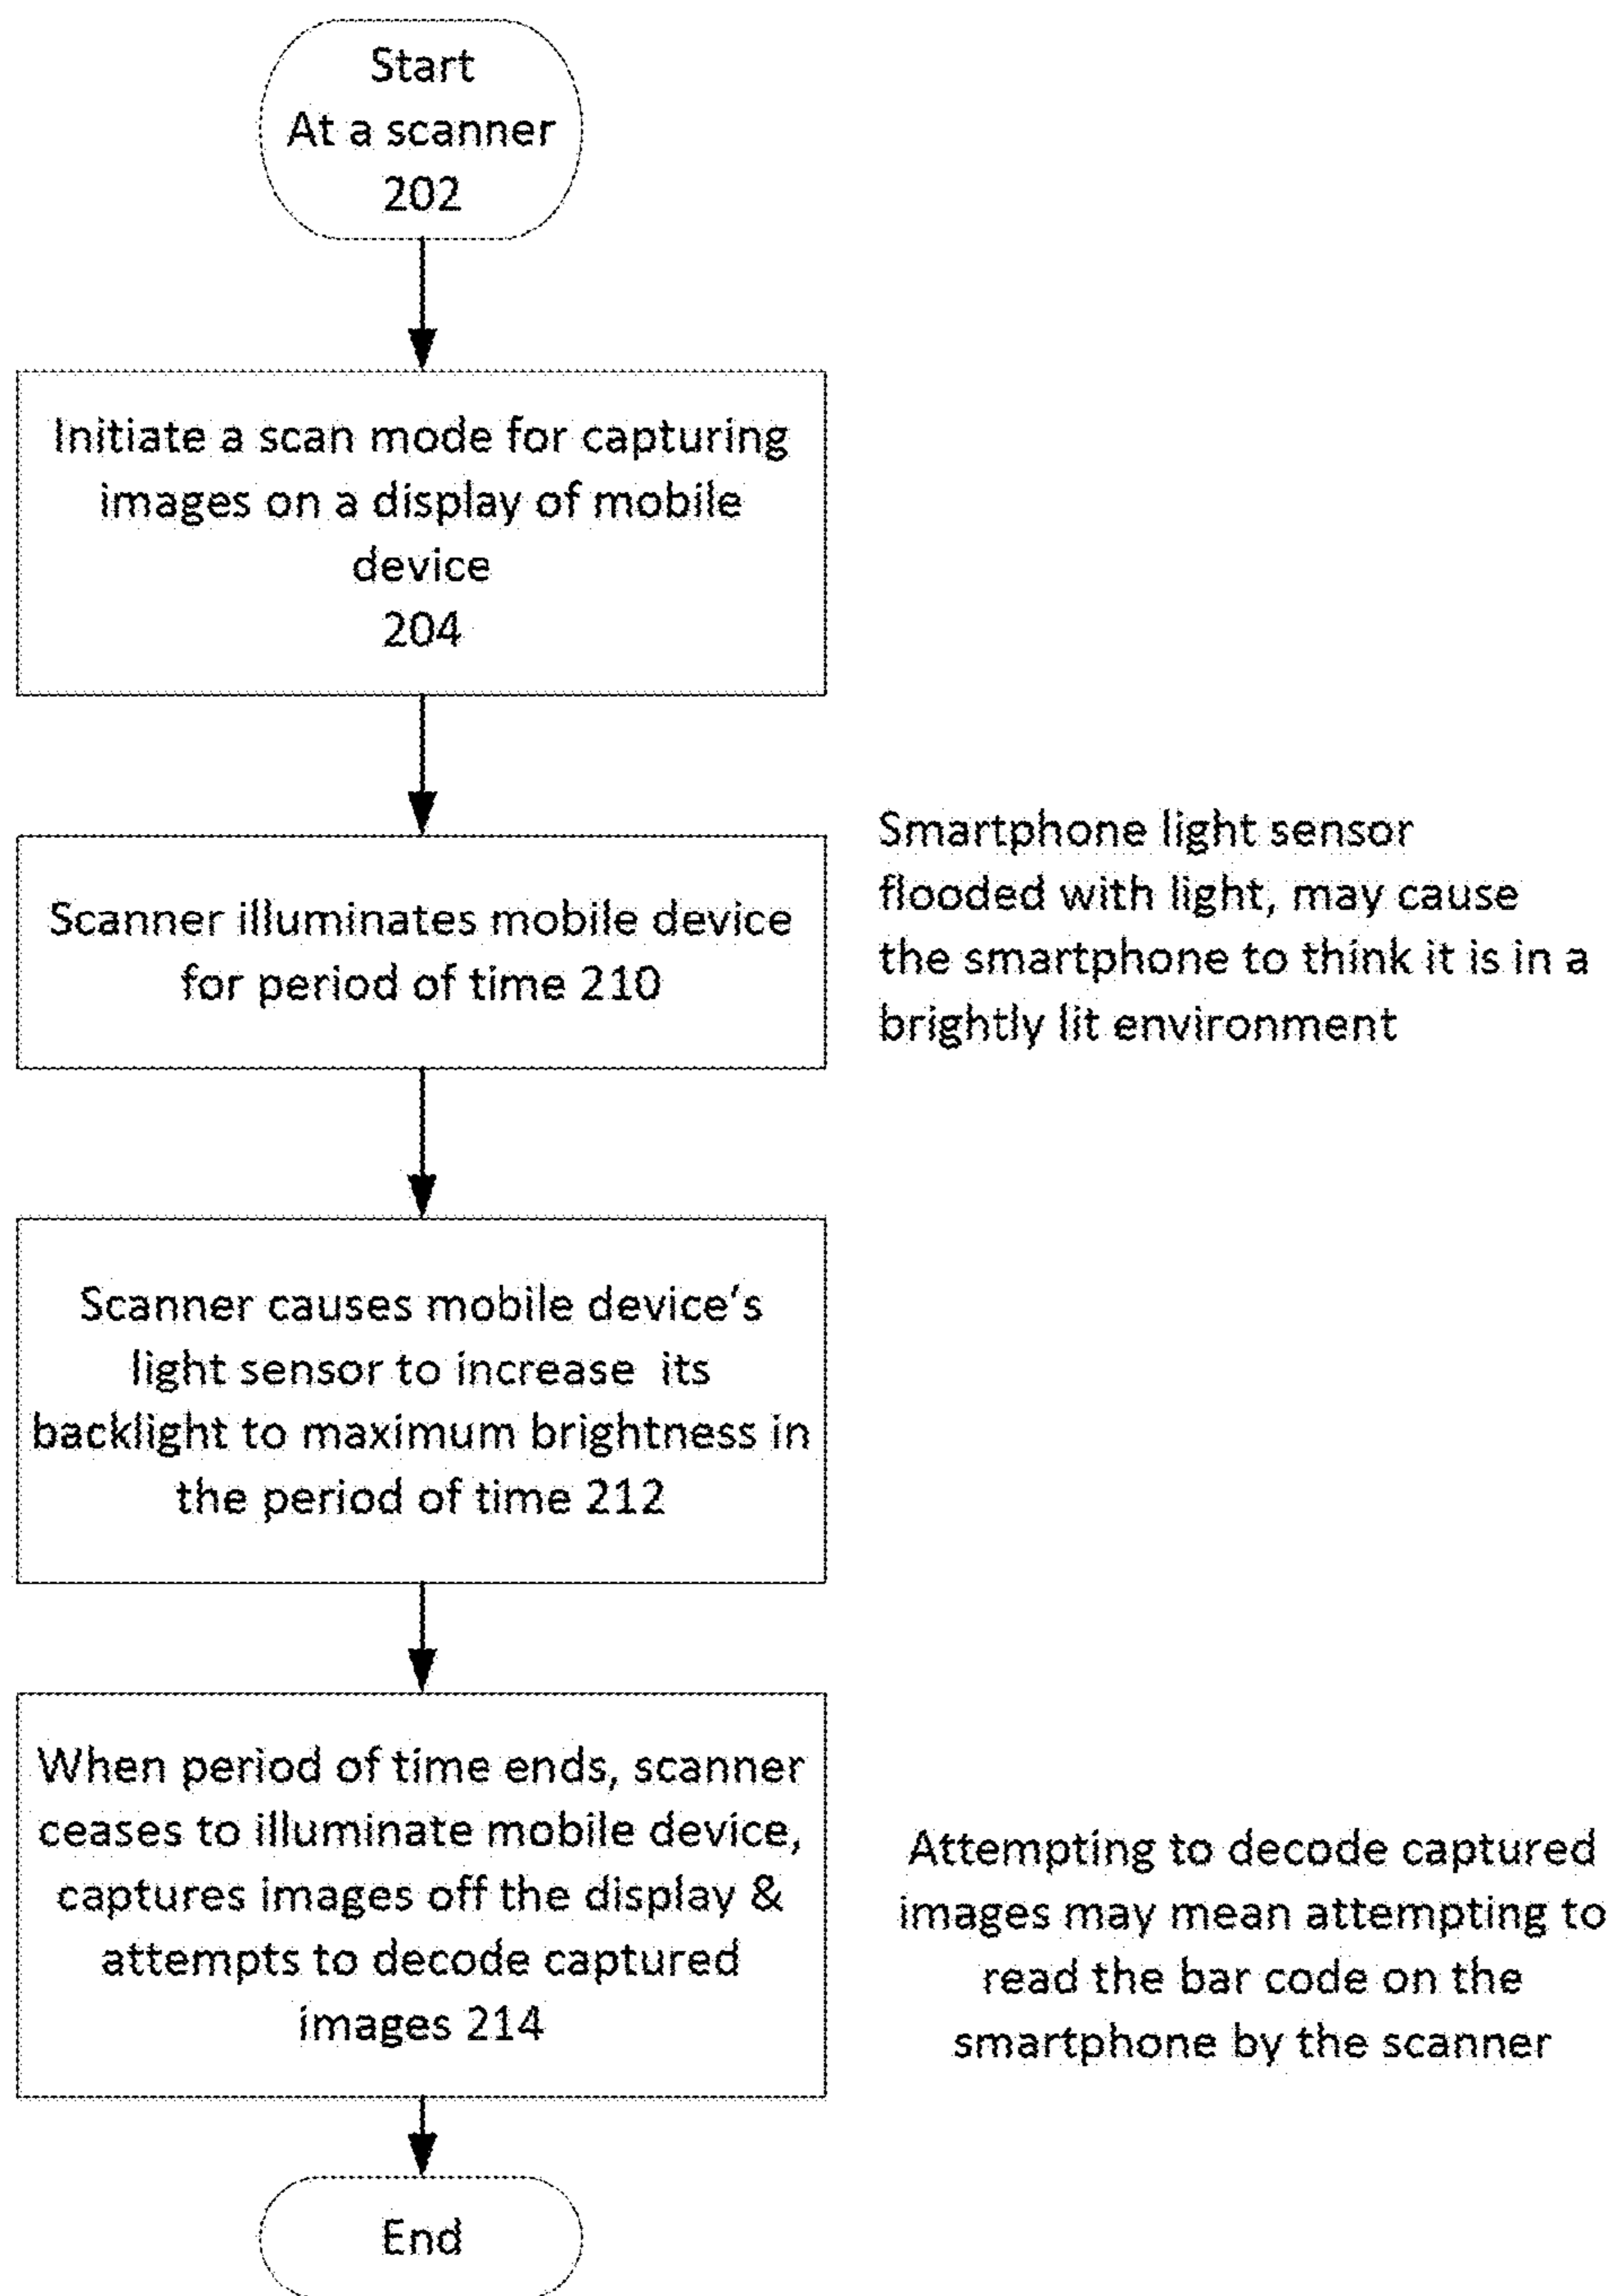 Start
At a scanner
202
Initiate a scan mode for capturing
images on a display of mobile
device
204
Scanner illuminates mobile device
for period of time 210
Smartphone light sensor
flooded with light, may cause
the smartphone to think it is in a
brightly lit environment
Scanner causes mobile device's
light sensor to increase its
backlight to maximum brightness in
the period of time 212
When period of time ends, scanner
ceases to illuminate mobile device,
captures images off the display &
attempts to decode captured
images 214
Attempting to decode captured
images may mean attempting to
read the bar code on the
smartphone by the scanner
End